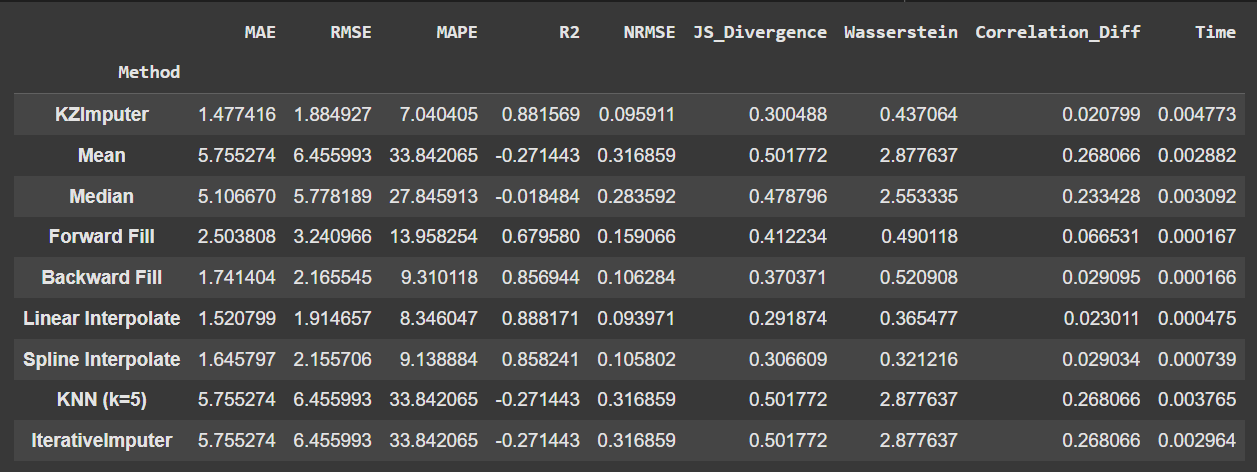 MAE RMSE MAPE R2 NRMSE JS_Divergence Wasserstein Correlation_Diff Time
Method
KZImputer 1.477416 1.884927 7.040405 0.881569 0.095911 0.300488 0.437064 0.020799 0.004773
Mean 5.755274 6.455993 33.842065 -0.271443 0.316859 0.501772 2.877637 0.268066 0.002882
Median 5.106670 5.778189 27.845913 -0.018484 0.283592 0.478796 2.553335 0.233428 0.003092
Forward Fill 2.503808 3.240966 13.958254 0.679580 0.159066 0.412234 0.490118 0.066531 0.000167
Backward Fill 1.741404 2.165545 9.310118 0.856944 0.106284 0.370371 0.520908 0.029095 0.000166
Linear Interpolate 1.520799 1.914657 8.346047 0.888171 0.093971 0.291874 0.365477 0.023011 0.000475
Spline Interpolate 1.645797 2.155706 9.138884 0.858241 0.105802 0.306609 0.321216 0.029034 0.000739
KNN (k=5) 5.755274 6.455993 33.842065 -0.271443 0.316859 0.501772 2.877637 0.268066 0.003765
IterativeImputer 5.755274 6.455993 33.842065 -0.271443 0.316859 0.501772 2.877637 0.268066 0.002964